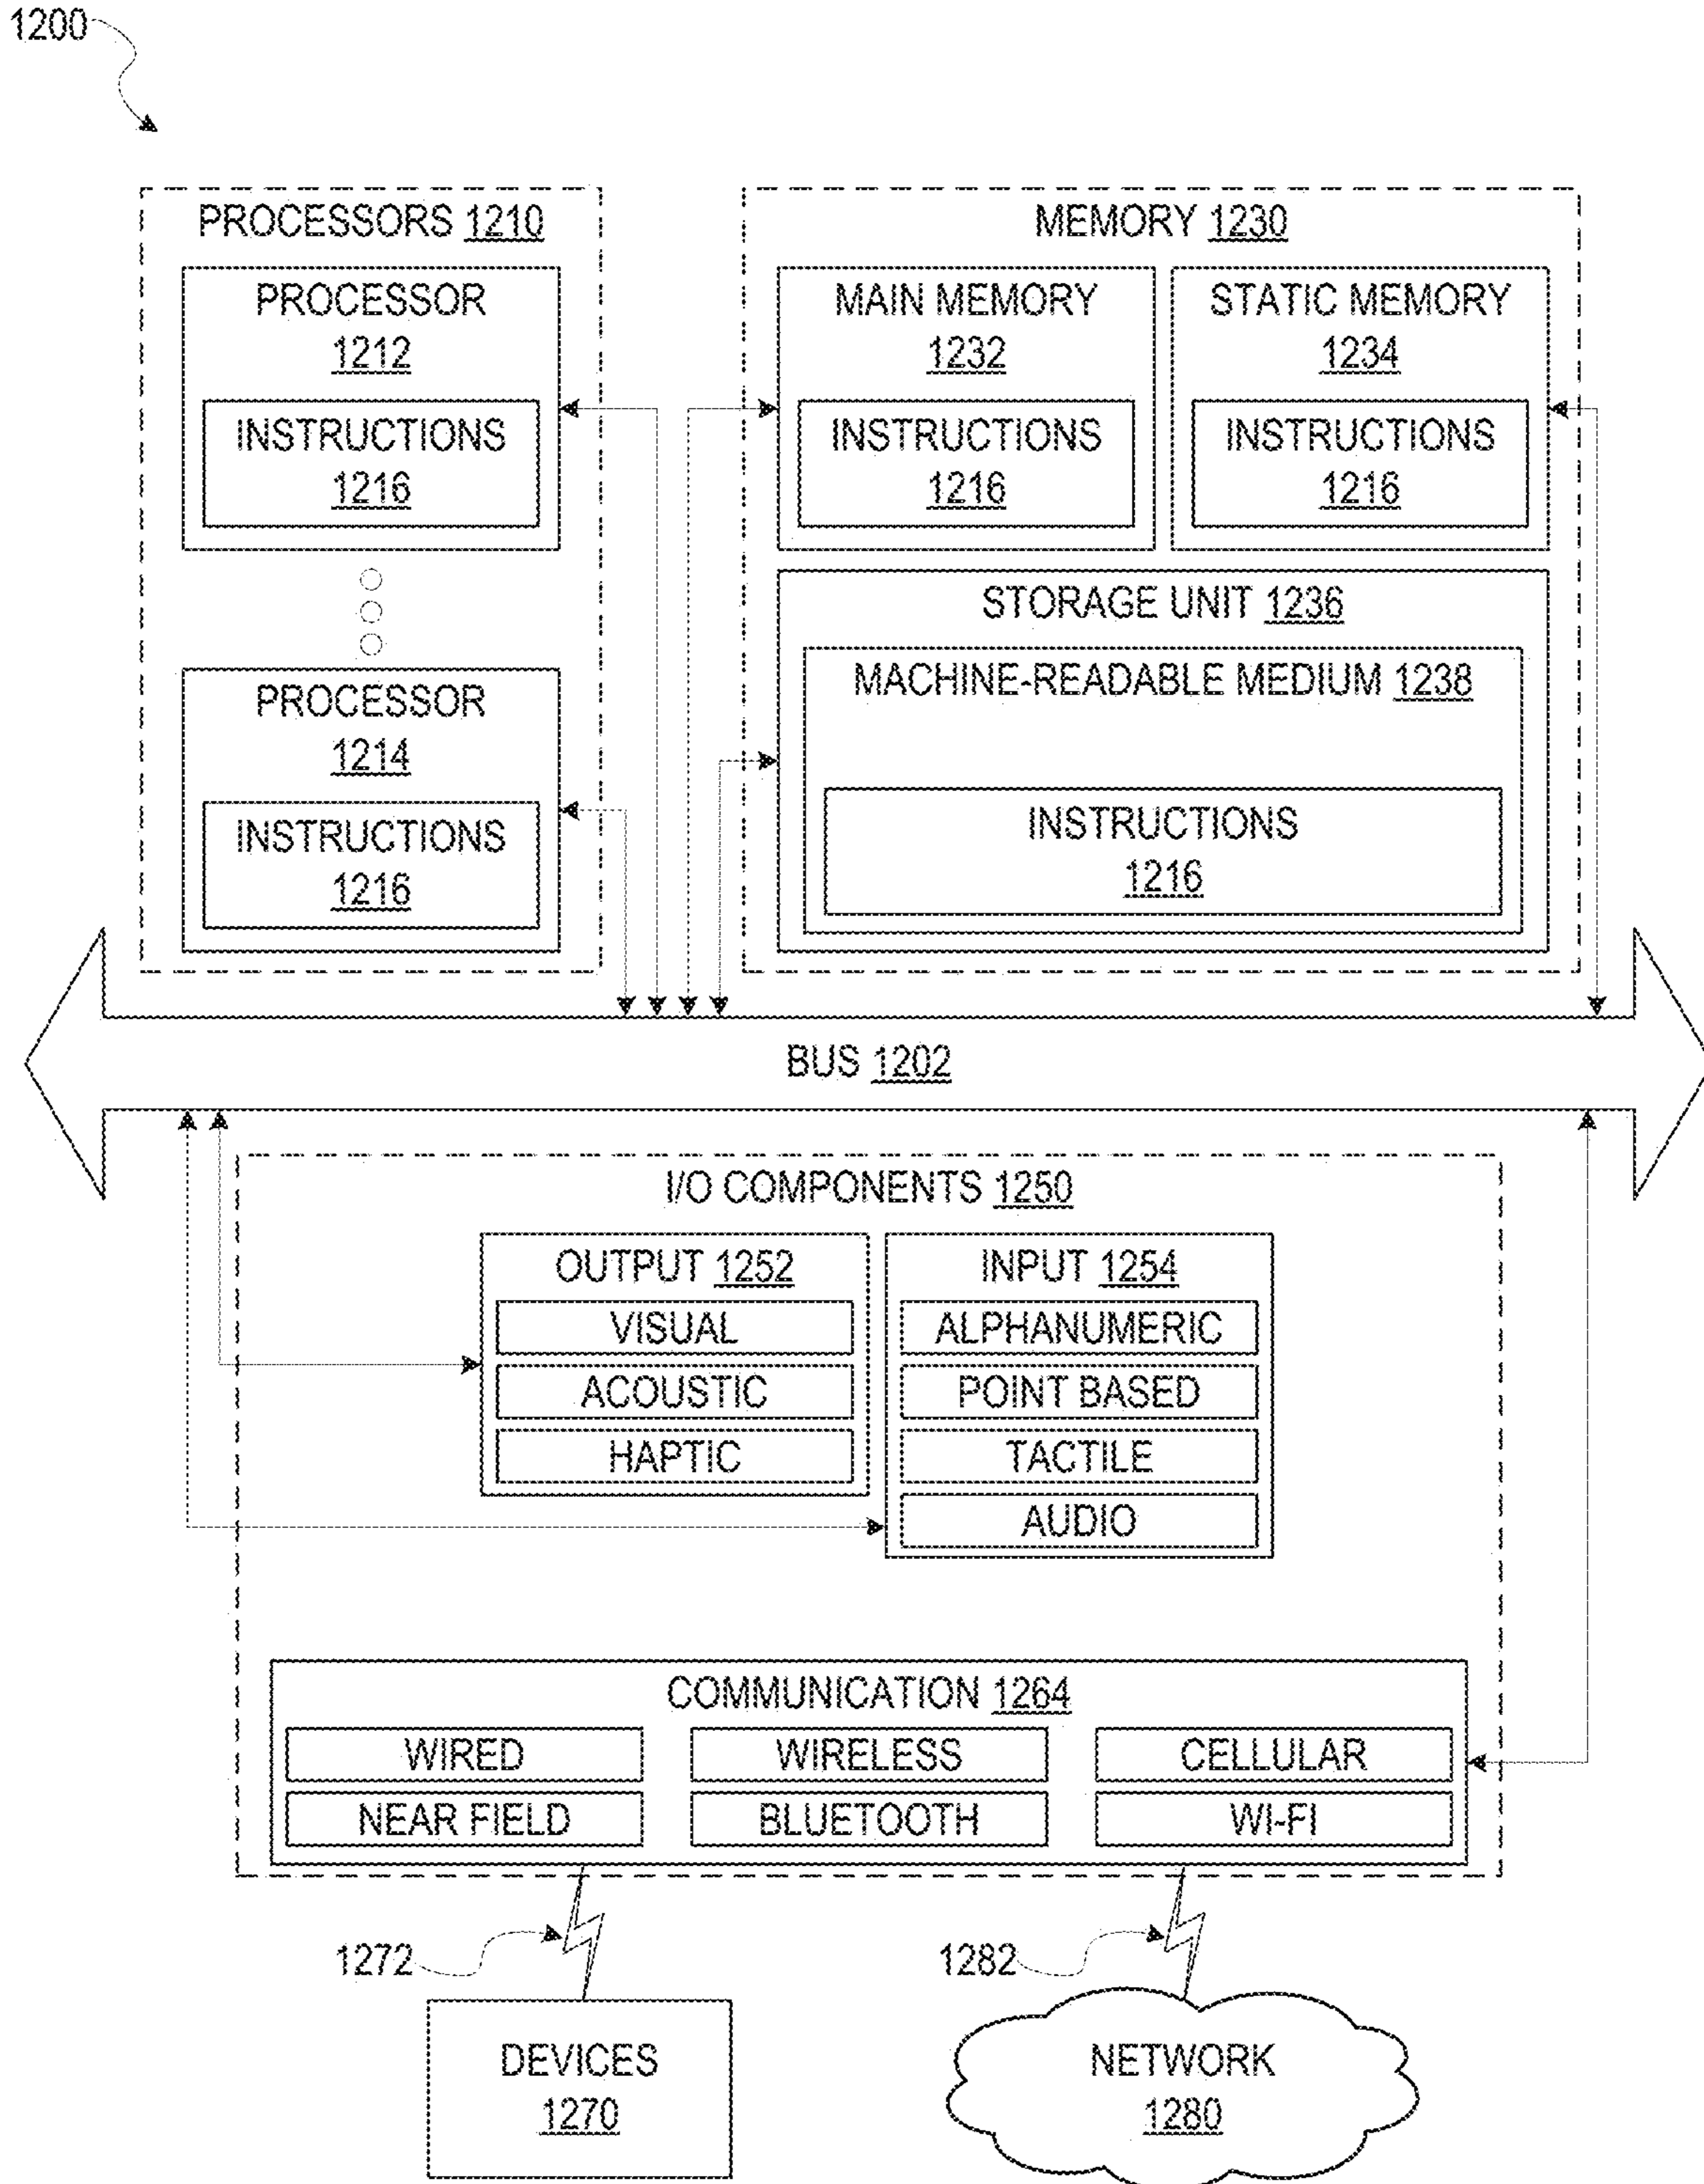 1200
PROCESSORS 1210
PROCESSOR
1212
INSTRUCTIONS
1216
PROCESSOR
1214
INSTRUCTIONS
1216
MEMORY 1230
MAIN MEMORY
1232
INSTRUCTIONS
1216
STATIC MEMORY
1234
INSTRUCTIONS
1216
STORAGE UNIT 1236
MACHINE-READABLE MEDIUM 1238
INSTRUCTIONS
1216
BUS 1202
I/O COMPONENTS 1250
OUTPUT 1252
VISUAL
ACOUSTIC
HAPTIC
INPUT 1254
ALPHANUMERIC
POINT BASED
TACTILE
AUDIO
COMMUNICATION 1264
WIRED
WIRELESS
CELLULAR
NEAR FIELD
BLUETOOTH
WI-FI
1272
1282
DEVICES
1270
NETWORK
1280